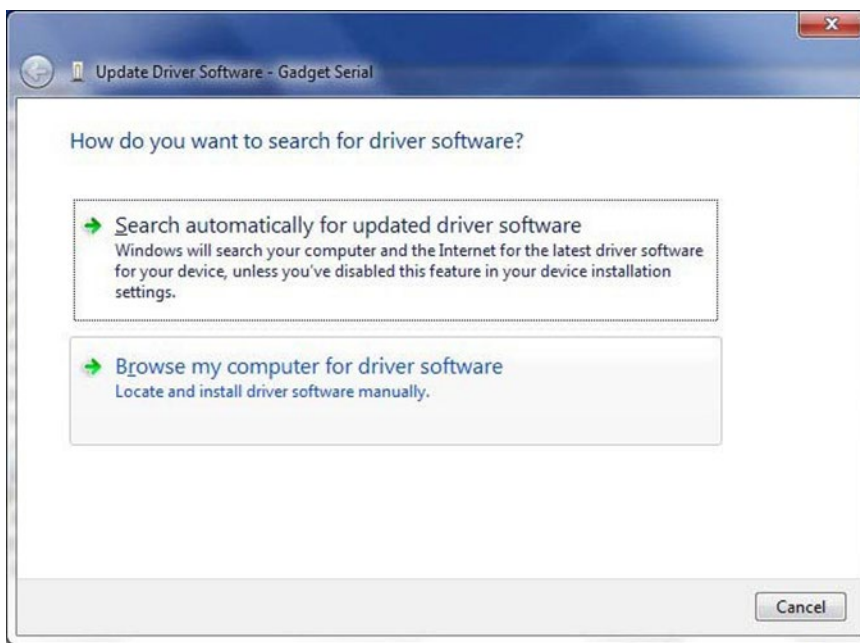 Update Driver Software - Gadget Serial
How do you want to search for driver software?
Search automatically for updated driver software
Windows will search your computer and the Internet for the latest driver software
for your device, unless you've disabled this feature in your device installation
settings.
Browse my computer for driver software
Locate and install driver software manually.
Cancel